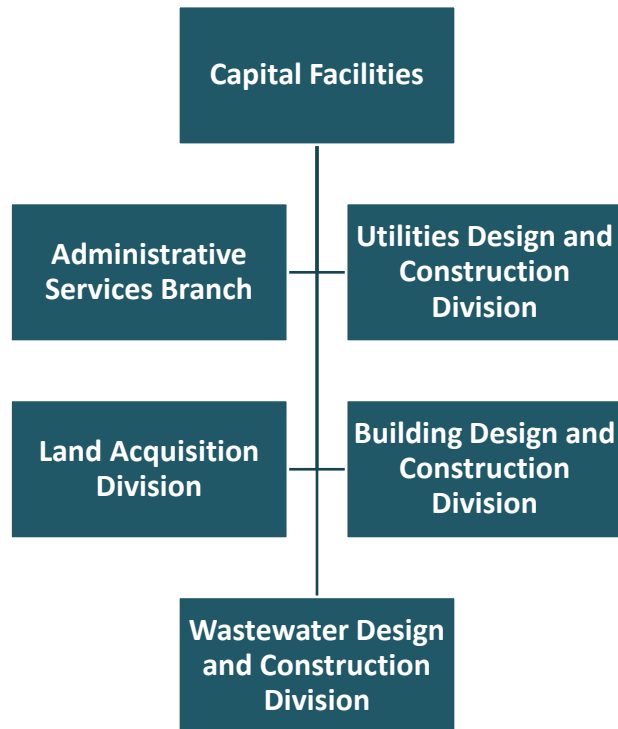 Capital Facilities
Administrative
Services Branch
Utilities Design and
Construction
Division
Land Acquisition
Division
Building Design and
Construction
Division
Wastewater Design
and Construction
Division